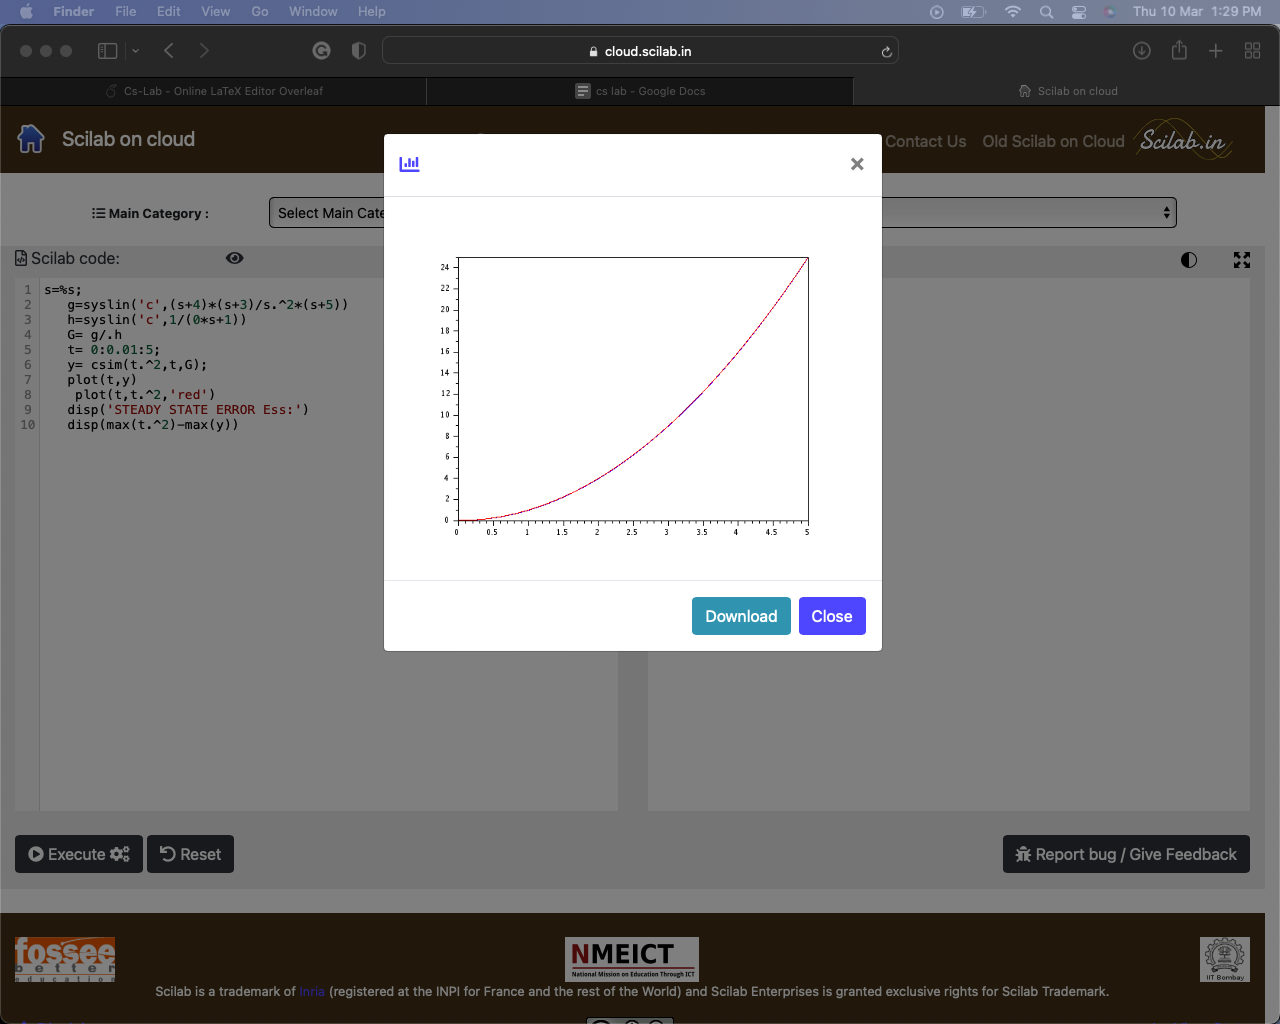 Finder File Edit View Go Window Help Thu 10 Mar 1:29 PM
cloud.scilab.in
Cs-Lab - Online LaTeX Editor Overleaf cs lab - Google Docs Scilab on cloud
Scilab on cloud Contact Us Old Scilab on Cloud Scilab.in
Main Category : Select Main Cate
Scilab code:
1 s=%s;
2 g=syslin('c',(s+4)*(s+3)/s.^2*(s+5))
3 h=syslin('c',1/(0*s+1))
4 G= g/.h
5 t= 0:0.01:5;
6 y= csim(t.^2,t,G);
7 plot(t,y)
8 plot(t,t.^2,'red')
9 disp('STEADY STATE ERROR Ess:')
10 disp(max(t.^2)-max(y))
24
22
20
18
16
14
12
10
8
6
4
2
0
0 0.5 1 1.5 2 2.5 3 3.5 4 4.5 5
Download Close
Execute Reset Report bug / Give Feedback
fossee
better
education
NMEICT
National Mission on Education Through ICT
IIT Bombay
Scilab is a trademark of Inria (registered at the INPI for France and the rest of the World) and Scilab Enterprises is granted exclusive rights for Scilab Trademark.